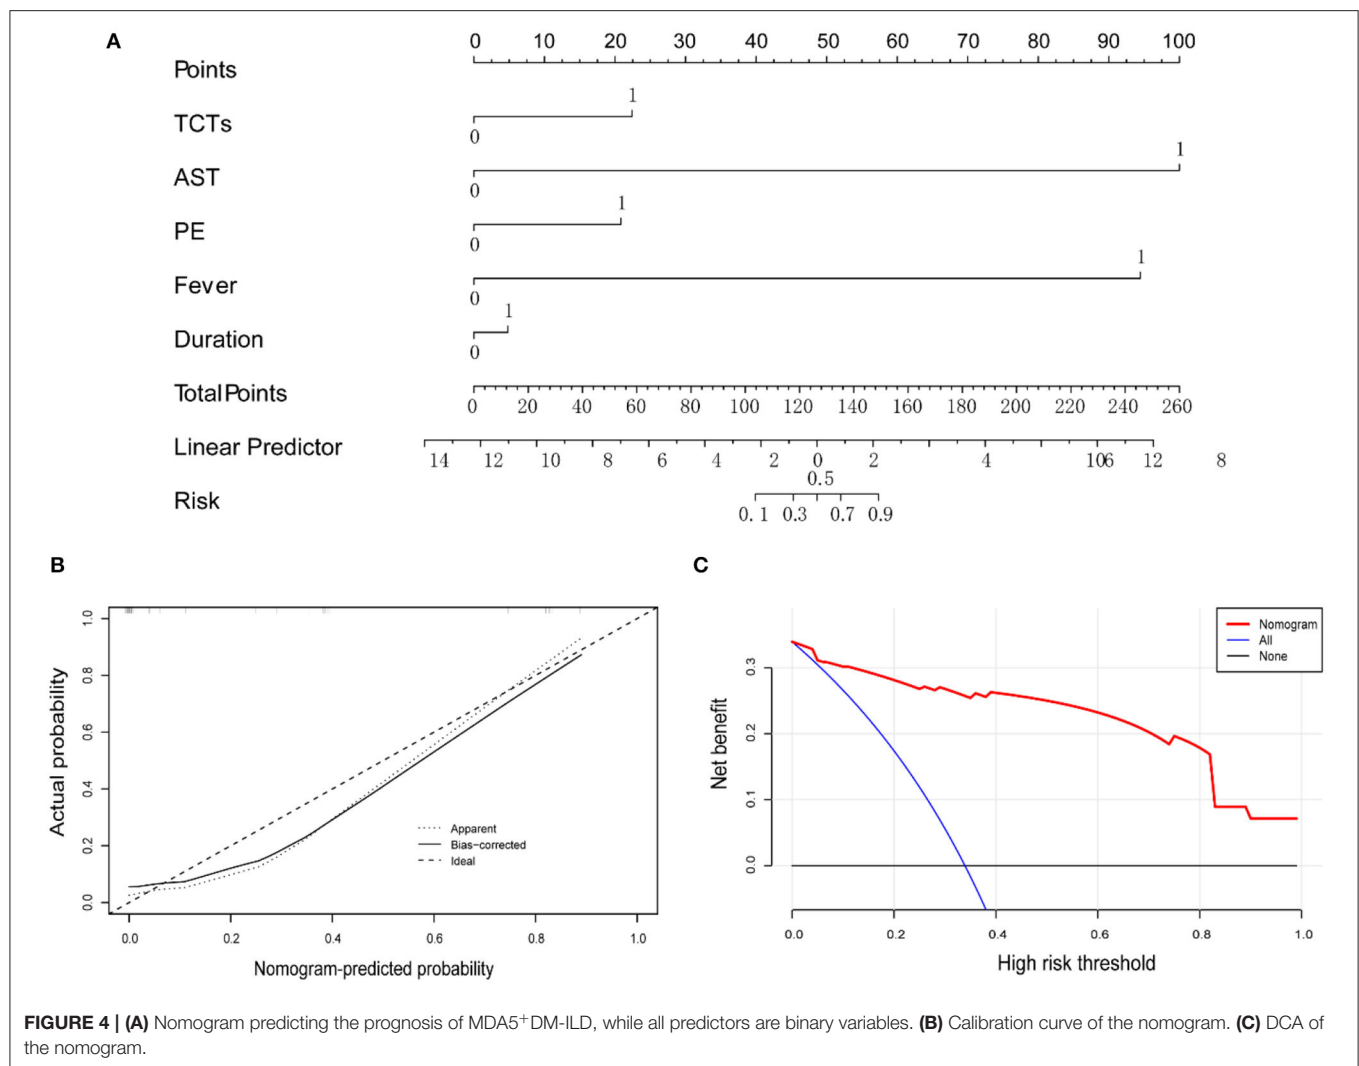 A
0 10 20 30 40 50 60 70 80 90 100
Points
1
TCTs
0
1
AST
0
1
PE
0
1
Fever
0
1
Duration
0
TotalPoints
0 20 40 60 80 100 120 140 160 180 200 220 240 260
Linear Predictor
14 12 10 8 6 4 2 0 2 4 106 12 8
0.5
Risk
0.1 0.3 0.7 0.9
B
Actual probability
1.0
0.8
0.6
0.4
0.2
0.0
Apparent
Bias-corrected
Ideal
0.0 0.2 0.4 0.6 0.8 1.0
Nomogram-predicted probability
C
Nomogram
All
None
Net benefit
0.3
0.2
0.1
0.0
0.0 0.2 0.4 0.6 0.8 1.0
High risk threshold
FIGURE 4 | (A) Nomogram predicting the prognosis of MDA5+DM-ILD, while all predictors are binary variables. (B) Calibration curve of the nomogram. (C) DCA of
the nomogram.